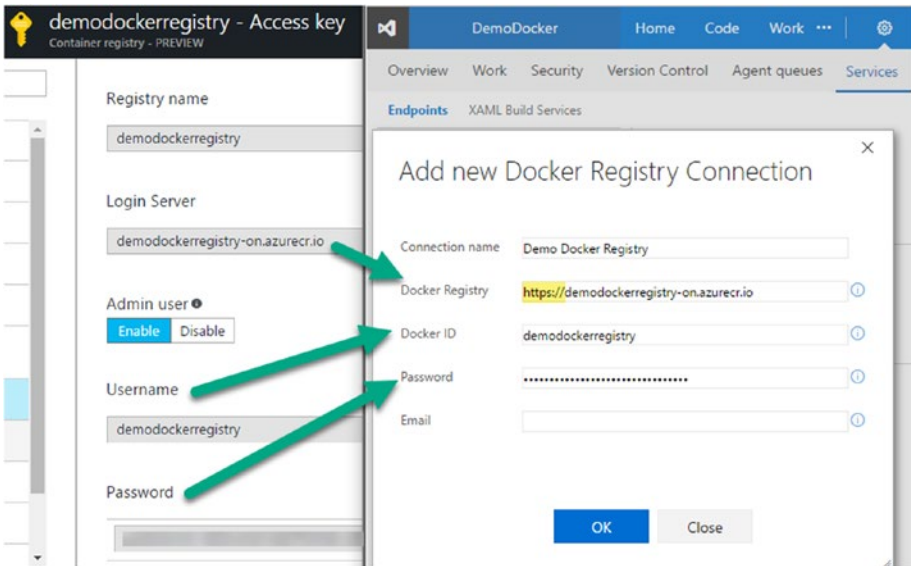 demodockerregistry - Access key
Container registry - PREVIEW
Registry name
demodockerregistry
Login Server
demodockerregistry-on.azurecr.io
Admin user
Enable Disable
Username
demodockerregistry
Password
DemoDocker Home Code Work
Overview Work Security Version Control Agent queues Services
Endpoints XAML Build Services
Add new Docker Registry Connection
Connection name Demo Docker Registry
Docker Registry https://demodockerregistry-on.azurecr.io
Docker ID demodockerregistry
Password ••••••••••••••••••••••••••••••••
Email
OK Close